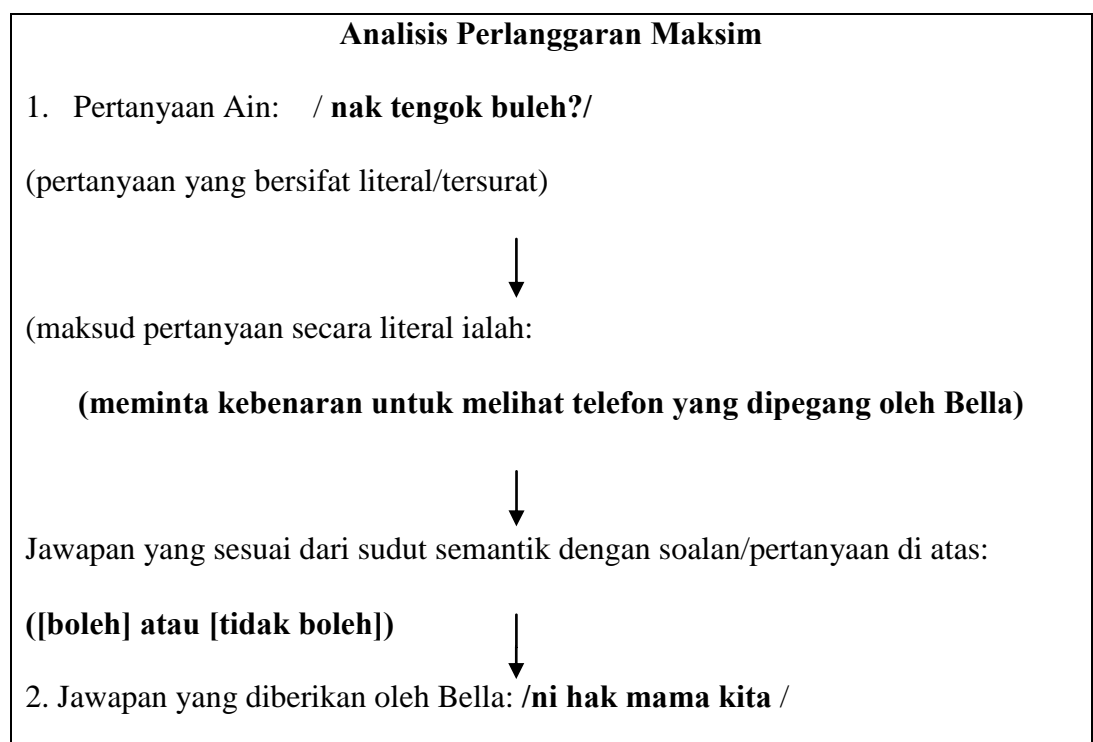 Analisis Perlanggaran Maksim
1. Pertanyaan Ain: / nak tengok buleh?/
(pertanyaan yang bersifat literal/tersurat)
(maksud pertanyaan secara literal ialah:
(meminta kebenaran untuk melihat telefon yang dipegang oleh Bella)
Jawapan yang sesuai dari sudut semantik dengan soalan/pertanyaan di atas:
([boleh] atau [tidak boleh])
2. Jawapan yang diberikan oleh Bella: /ni hak mama kita /